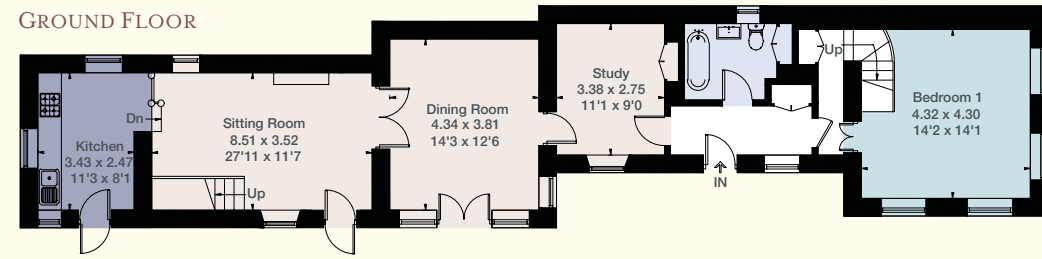 GROUND FLOOR
Kitchen
3.43 x 2.47
11'3 x 8'1
Dn
Sitting Room
8.51 x 3.52
27'11 x 11'7
Up
Dining Room
4.34 x 3.81
14'3 x 12'6
Study
3.38 x 2.75
11'1 x 9'0
IN
Up
Bedroom 1
4.32 x 4.30
14'2 x 14'1